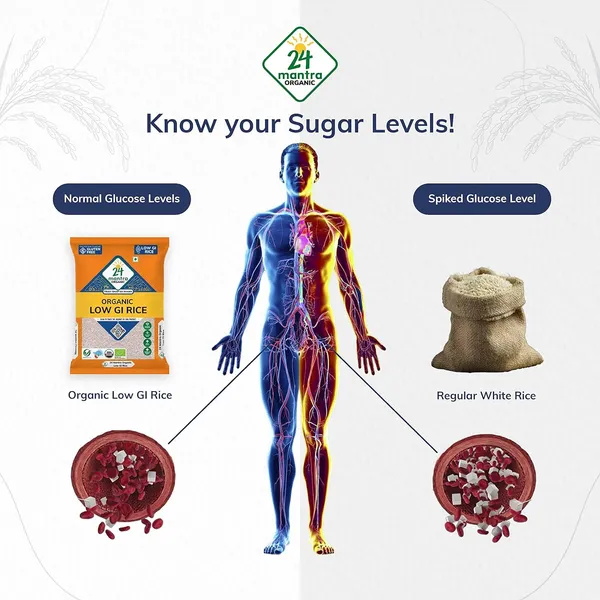 24
mantra
ORGANIC
Know your Sugar Levels!
Normal Glucose Levels
Spiked Glucose Level
GLUTEN
FREE
LOW GI
RICE
24
mantra
ORGANIC
ORGANIC
LOW GI RICE
Organic Low GI Rice
Regular White Rice